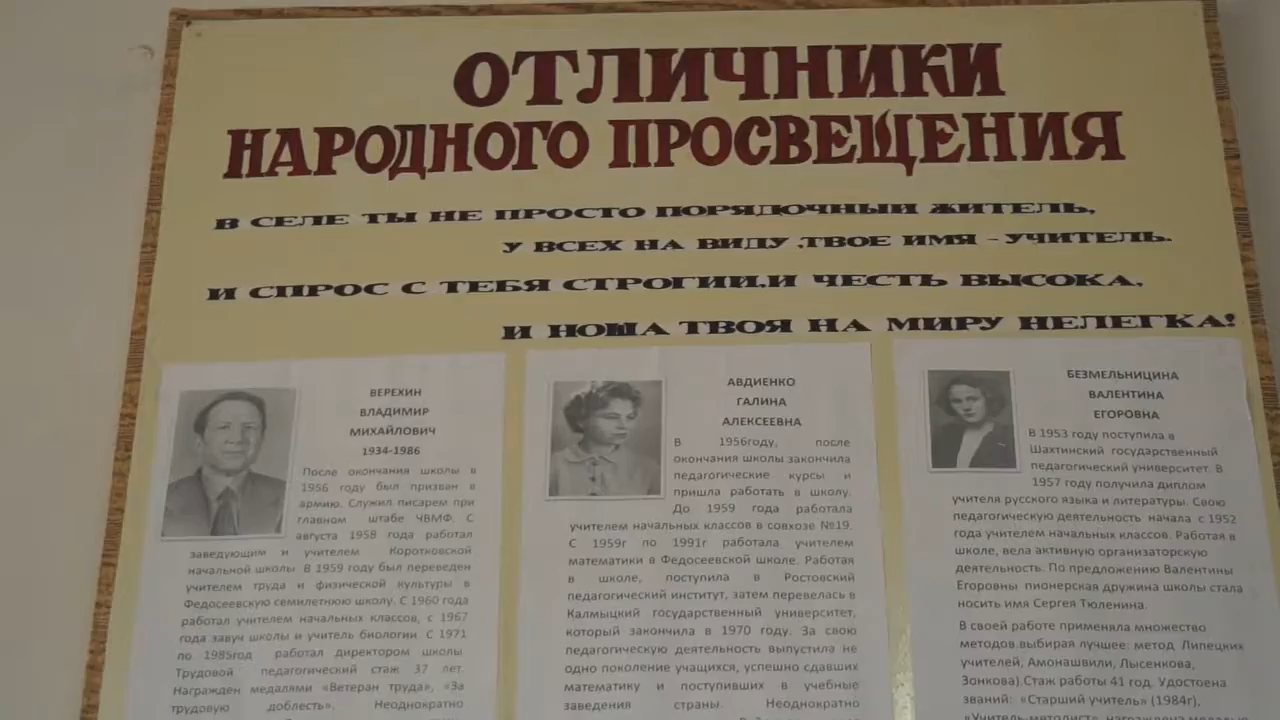 ОТЛИЧНИКИ
НАРОДНОГО ПРОСВЕЩЕНИЯ
В СЕЛЕ ТЫ НЕ ПРОСТО ПОРЯДОЧНЫЙ ЖИТЕЛЬ,
У ВСЕХ НА ВИДУ ,ТВОЕ ИМЯ - УЧИТЕЛЬ.
И СПРОС С ТЕБЯ СТРОГИЙ,И ЧЕСТЬ ВЫСОКА,
И НОША ТВОЯ НА МИРУ НЕЛЕГКА!
ВЕРЕХИН
ВЛАДИМИР
МИХАЙЛОВИЧ
1934-1986
После окончания школы в
1956 году был призван в
армию. Служил писарем при
главном штабе ЧВМФ. С
августа 1958 года работал
заведующим и учителем Коротковской
начальной школы В 1959 году был переведен
учителем труда и физической культуры в
Федосеевскую семилетнюю школу. С 1960 года
работал учителем начальных классов, с 1967
года завуч школы и учитель биологии. С 1971
по 1985год работал директором школы.
Трудовой педагогический стаж 37 лет.
Награжден медалями «Ветеран труда», «За
трудовую доблесть». Неоднократно
АВДИЕНКО
ГАЛИНА
АЛЕКСЕЕВНА
В 1956году, после
окончания школы закончила
педагогические курсы и
пришла работать в школу.
До 1959 года работала
учителем начальных классов в совхозе №19.
С 1959г по 1991г работала учителем
математики в Федосеевской школе. Работая
в школе, поступила в Ростовский
педагогический институт, затем перевелась в
Калмыцкий государственный университет,
который закончила в 1970 году. За свою
педагогическую деятельность выпустила не
одно поколение учащихся, успешно сдавших
математику и поступивших в учебные
заведения страны. Неоднократно
БЕЗМЕЛЬНИЦИНА
ВАЛЕНТИНА
ЕГОРОВНА
В 1953 году поступила в
Шахтинский государственный
педагогический университет. В
1957 году получила диплом
учителя русского языка и литературы. Свою
педагогическую деятельность начала с 1952
года учителем начальных классов. Работая в
школе, вела активную организаторскую
деятельность. По предложению Валентины
Егоровны пионерская дружина школы стала
носить имя Сергея Тюленина.
В своей работе применяла множество
методов.выбирая лучшее: метод Липецких
учителей, Амонашвили, Лысенкова,
Зонкова).Стаж работы 41 год. Удостоена
званий: «Старший учитель» (1984г),
«Учитель-методист»,